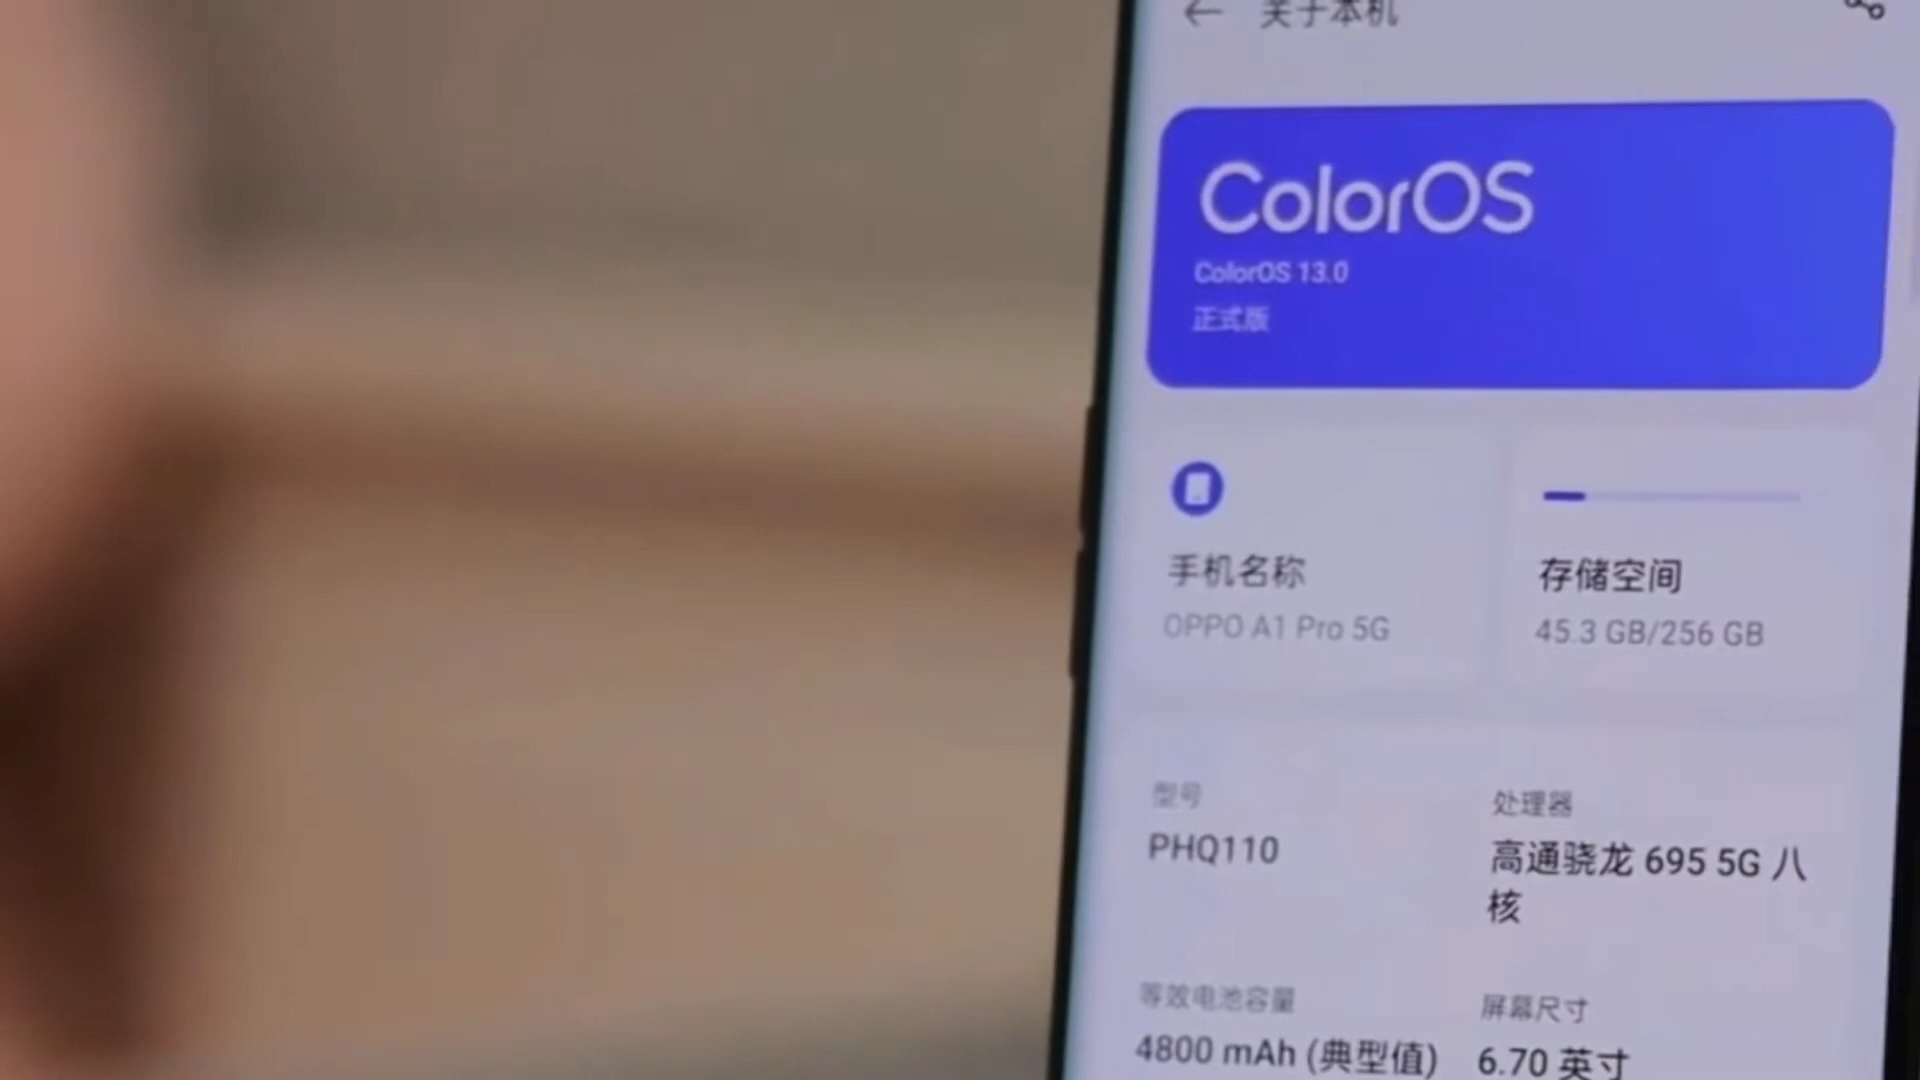 关于本机
ColorOS
ColorOS 13.0
正式版
手机名称
OPPO A1 Pro 5G
存储空间
45.3 GB/256 GB
型号
PHQ110
处理器
高通骁龙 695 5G 八
核
等效电池容量
4800 mAh (典型值)
屏幕尺寸
6.70 英寸